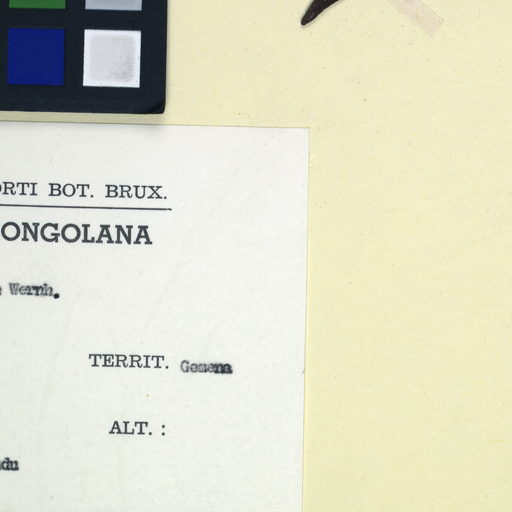 ORTI BOT. BRUX.
ONGOLANA
Wernh.
TERRIT. Gemena
ALT. :
du